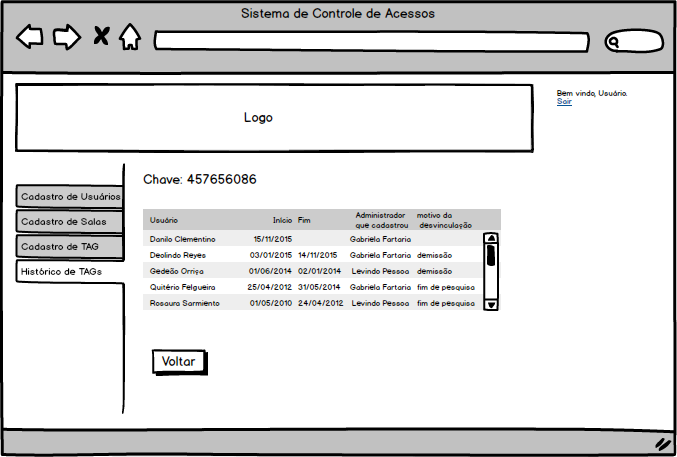 Sistema de Controle de Acessos
Bem vindo, Usuário.
Sair
Logo
Cadastro de Usuários
Cadastro de Salas
Cadastro de TAG
Histórico de TAGs
Chave: 457656086
Usuário Início Fim Administrador que cadastrou motivo da desvinculação
Danilo Clementino 15/11/2015 Gabriela Fartaria
Deolindo Reyes 03/01/2015 14/11/2015 Gabriela Fartaria demissão
Gedeão Orriça 01/06/2014 02/01/2014 Levindo Pessoa demissão
Quitério Felgueira 25/04/2012 31/05/2014 Gabriela Fartaria fim de pesquisa
Rosaura Sarmiento 01/05/2010 24/04/2012 Levindo Pessoa fim de pesquisa
Voltar